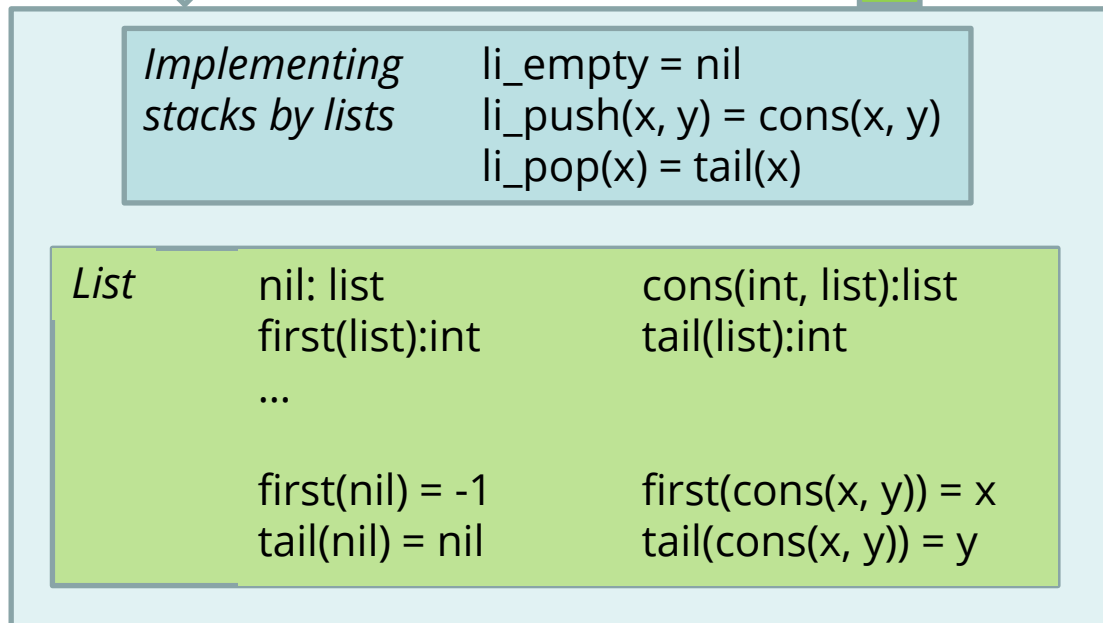 Implementing li_empty = nil
stacks by lists li_push(x, y) = cons(x, y)
li_pop(x) = tail(x)
List nil: list cons(int, list):list
first(list):int tail(list):int
...
first(nil) = -1 first(cons(x, y)) = x
tail(nil) = nil tail(cons(x, y)) = y